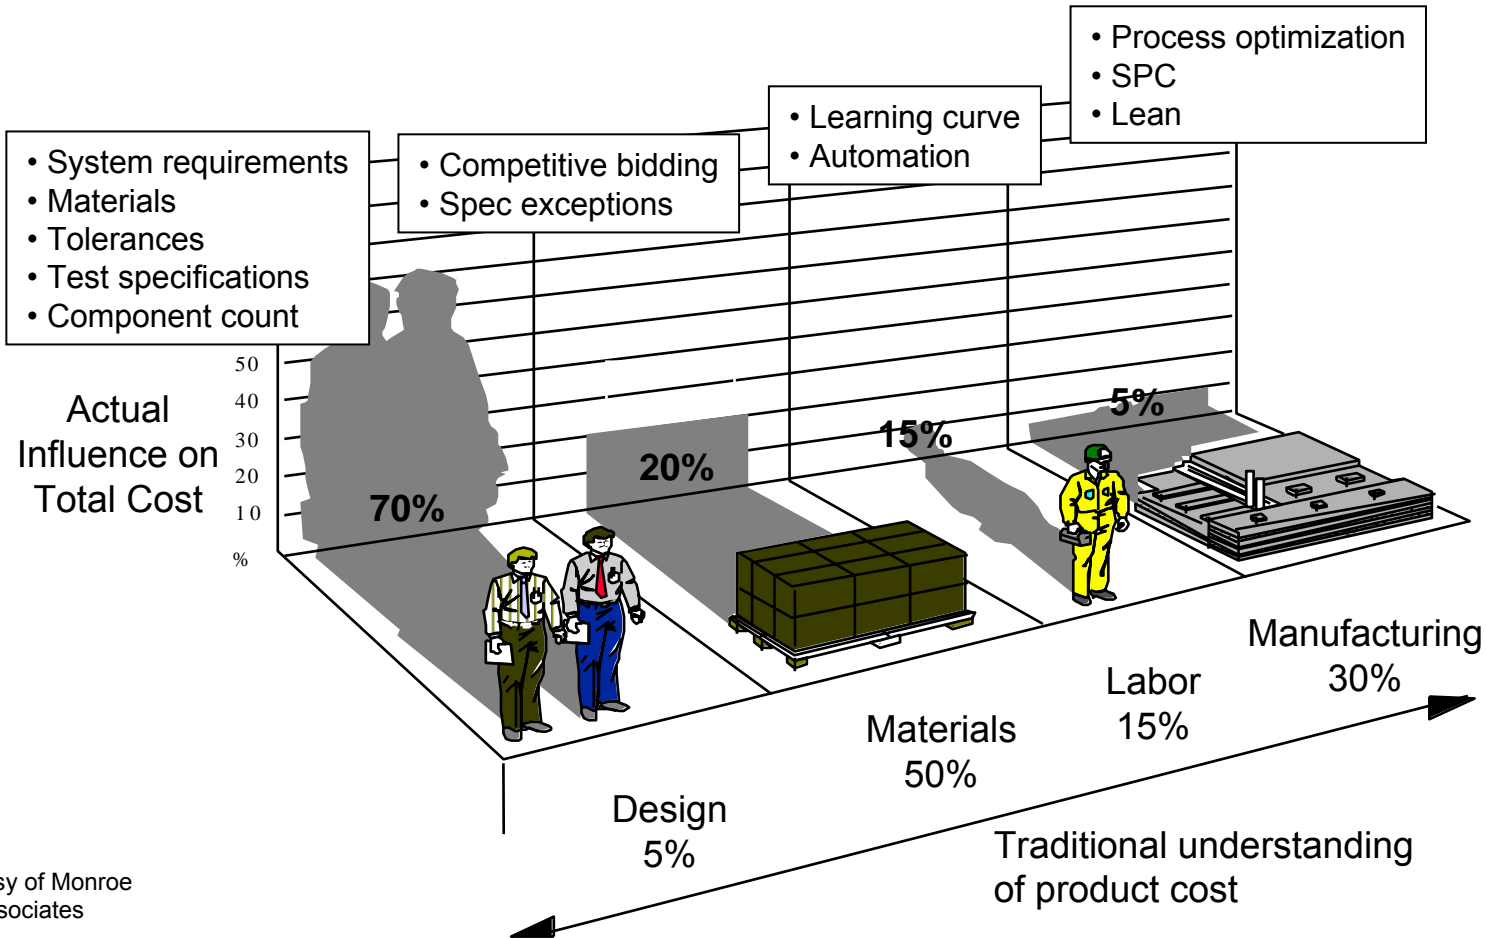 • Process optimization
• SPC
• Lean
• Learning curve
• Automation
• Competitive bidding
• Spec exceptions
• System requirements
• Materials
• Tolerances
• Test specifications
• Component count
50
40
30
20
10
%
Actual
Influence on
Total Cost
70%
20%
15%
5%
Design
5%
Materials
50%
Labor
15%
Manufacturing
30%
Traditional understanding
of product cost
sy of Monroe
sociates